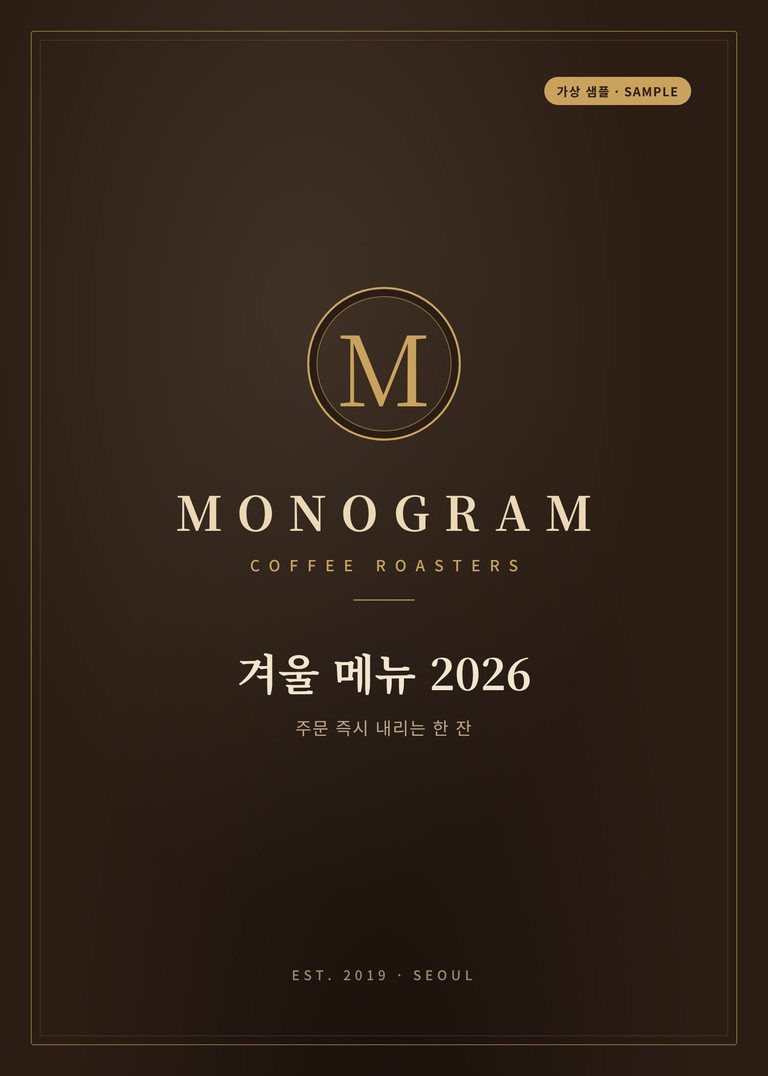 가상 샘플 · SAMPLE
M
MONOGRAM
COFFEE ROASTERS
겨울 메뉴 2026
주문 즉시 내리는 한 잔
EST. 2019 · SEOUL